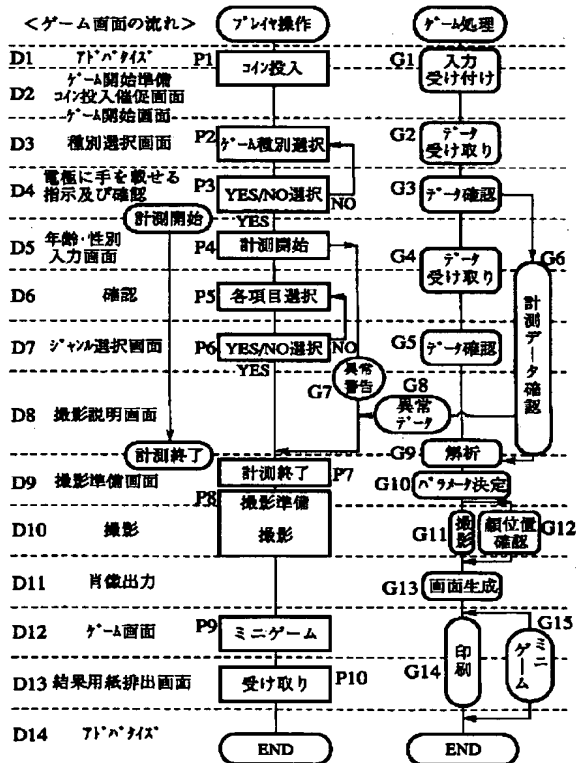 ＜ゲーム画面の流れ＞ プレイヤ操作 ゲーム処理
D1 アドバタイズ P1 コイン投入 G1 入力
受け付け
D2 ゲーム開始準備
コイン投入催促画面
ゲーム開始画面
D3 種別選択画面 P2 ゲーム種別選択 G2 データ
受け取り
D4 電極に手を載せる
指示及び確認 P3 YES/NO選択 NO G3 データ確認
計測開始 YES
D5 年齢・性別
入力画面 P4 計測開始 G4 データ
受け取り G6 計測データ確認
D6 確認 P5 各項目選択
D7 ジャンル選択画面 P6 YES/NO選択 NO G5 データ確認
YES G7 異常
警告 G8 異常
データ
D8 撮影説明画面
計測終了 G9 解析
D9 撮影準備画面 計測終了 P7 G10 パラメータ決定
P8 撮影準備
D10 撮影 撮影 G11 撮影 顔位置
確認 G12
D11 肖像出力 G13 画面生成
D12 ゲーム画面 P9 ミニゲーム G14 印刷 G15 ミニゲーム
D13 結果用紙排出画面 受け取り P10
D14 アドバタイズ
END END